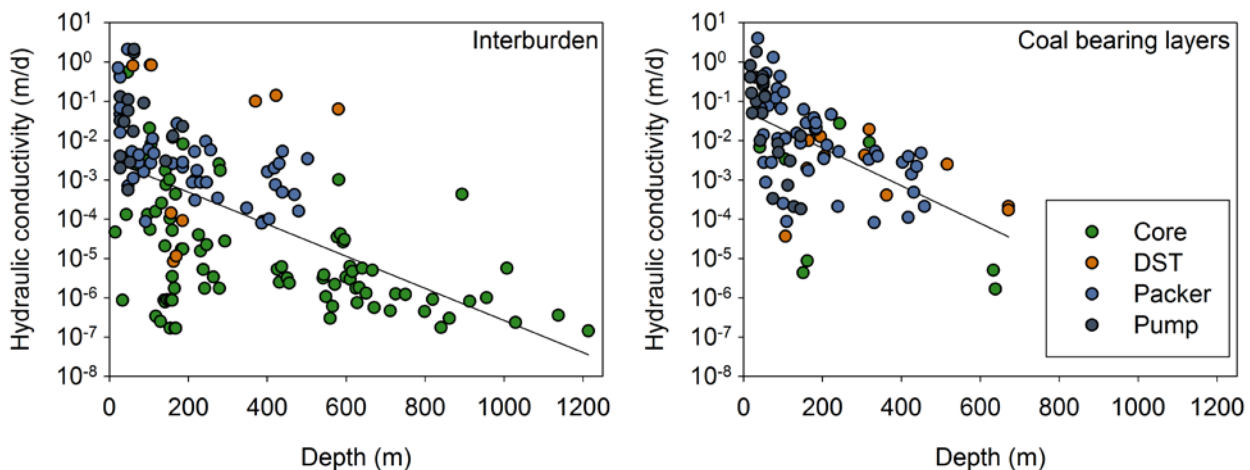 Interburden
Hydraulic conductivity (m/d)
10¹
10⁰
10⁻¹
10⁻²
10⁻³
10⁻⁴
10⁻⁵
10⁻⁶
10⁻⁷
10⁻⁸
0 200 400 600 800 1000 1200
Depth (m)
Coal bearing layers
Hydraulic conductivity (m/d)
10¹
10⁰
10⁻¹
10⁻²
10⁻³
10⁻⁴
10⁻⁵
10⁻⁶
10⁻⁷
10⁻⁸
Core
DST
Packer
Pump
0 200 400 600 800 1000 1200
Depth (m)